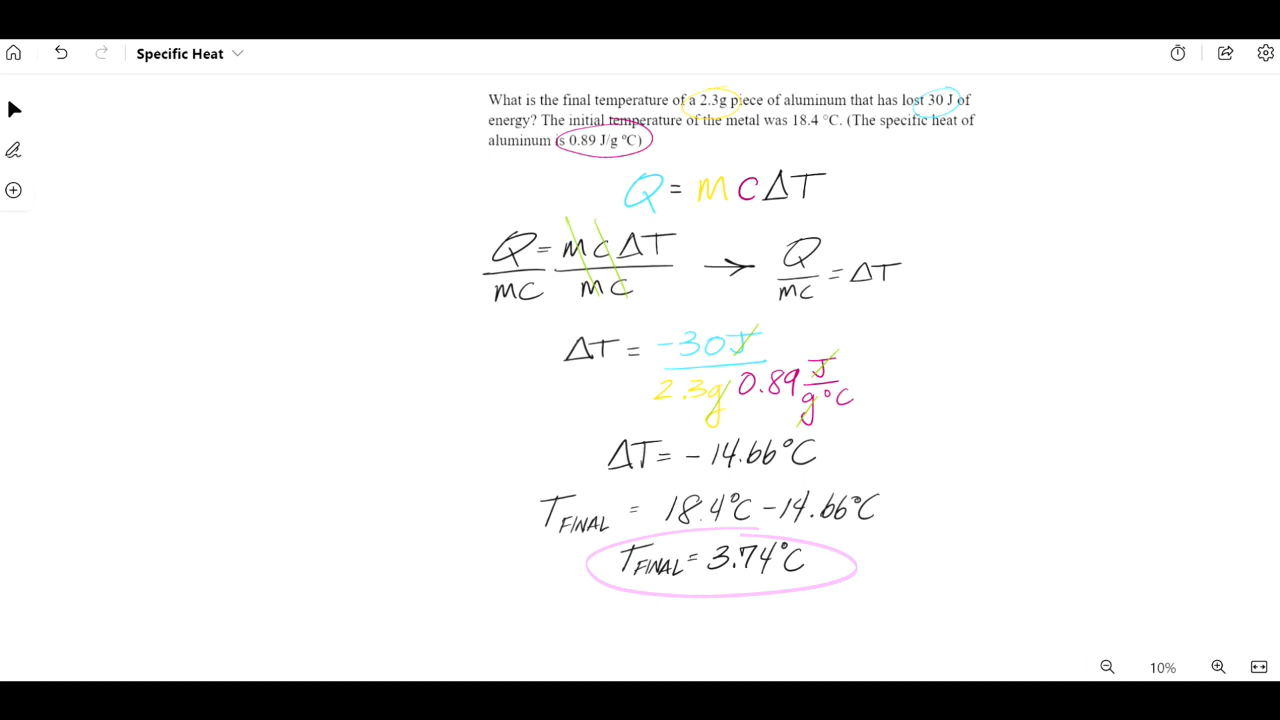 Specific Heat
What is the final temperature of a 2.3g piece of aluminum that has lost 30 J of
energy? The initial temperature of the metal was 18.4 °C. (The specific heat of
aluminum is 0.89 J/g ºC)
Q = mcΔT
Q/mc = mcΔT/mc → Q/mc = ΔT
ΔT = -30J / 2.3g 0.89 J/g°C
ΔT = -14.66°C
TFINAL = 18.4°C -14.66°C
TFINAL = 3.74°C
10%